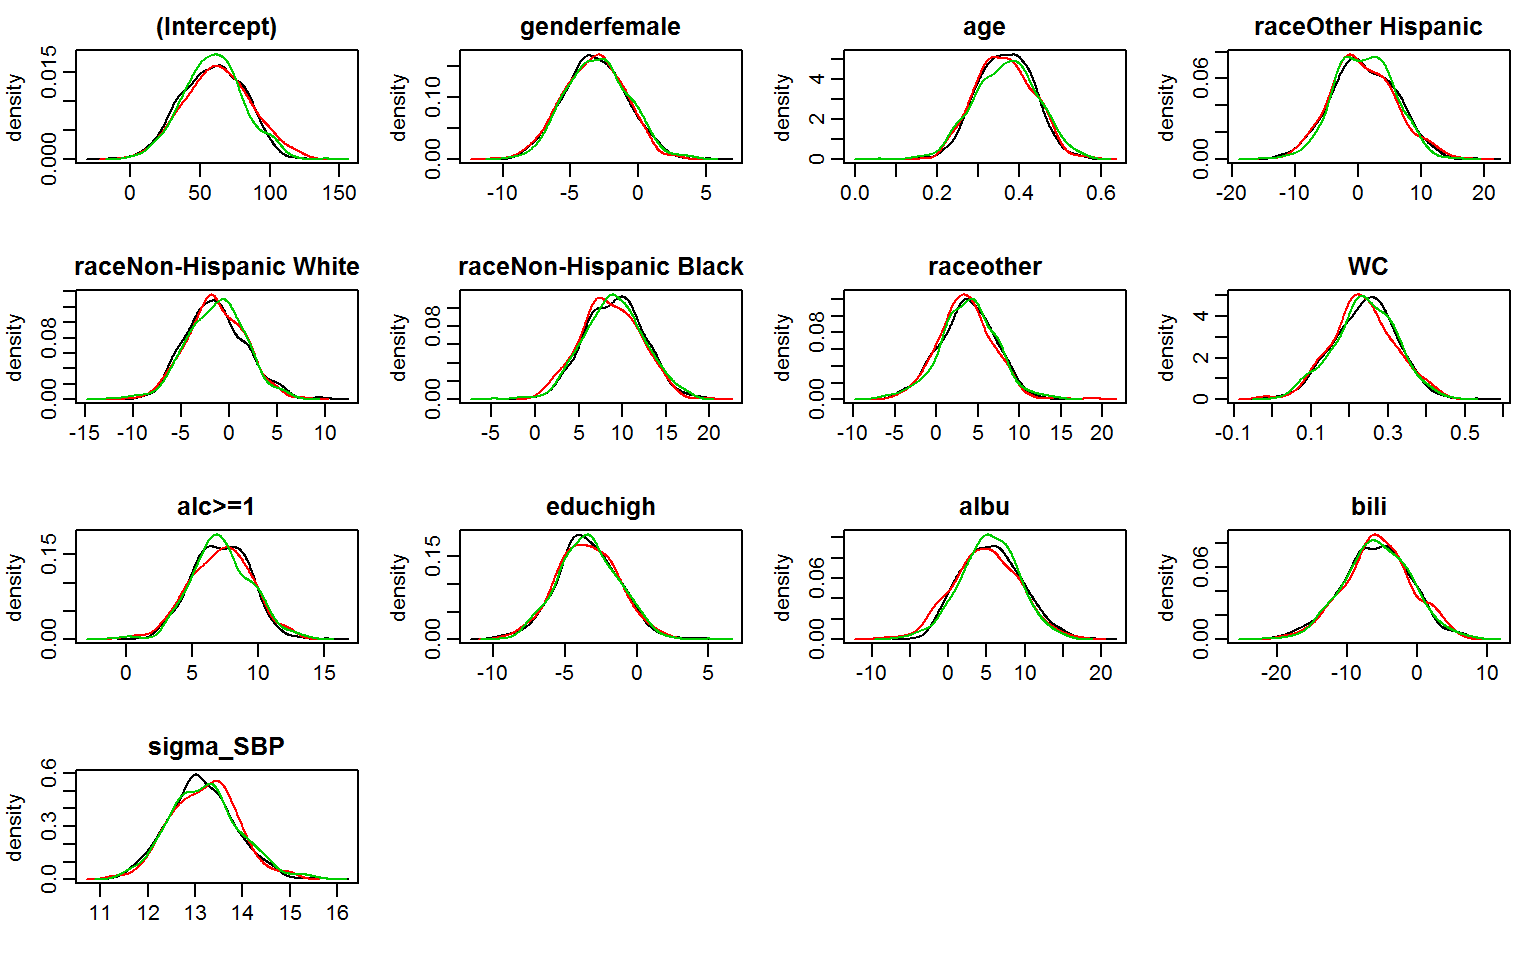 (Intercept)
density
0.000 0.015
0 50 100 150
genderfemale
density
0.00 0.10
-10 -5 0 5
age
density
0 2 4
0.0 0.2 0.4 0.6
raceOther Hispanic
density
0.00 0.06
-20 -10 0 10 20
raceNon-Hispanic White
density
0.00 0.08
-15 -10 -5 0 5 10
raceNon-Hispanic Black
density
0.00 0.08
-5 0 5 10 20
raceother
density
0.00 0.08
-10 -5 0 5 10 15 20
WC
density
0 2 4
-0.1 0.1 0.3 0.5
alc>=1
density
0.00 0.15
0 5 10 15
educhigh
density
0.00 0.15
-10 -5 0 5
albu
density
0.00 0.06
-10 0 5 10 20
bili
density
0.00 0.06
-20 -10 0 10
sigma_SBP
density
0.0 0.3 0.6
11 12 13 14 15 16